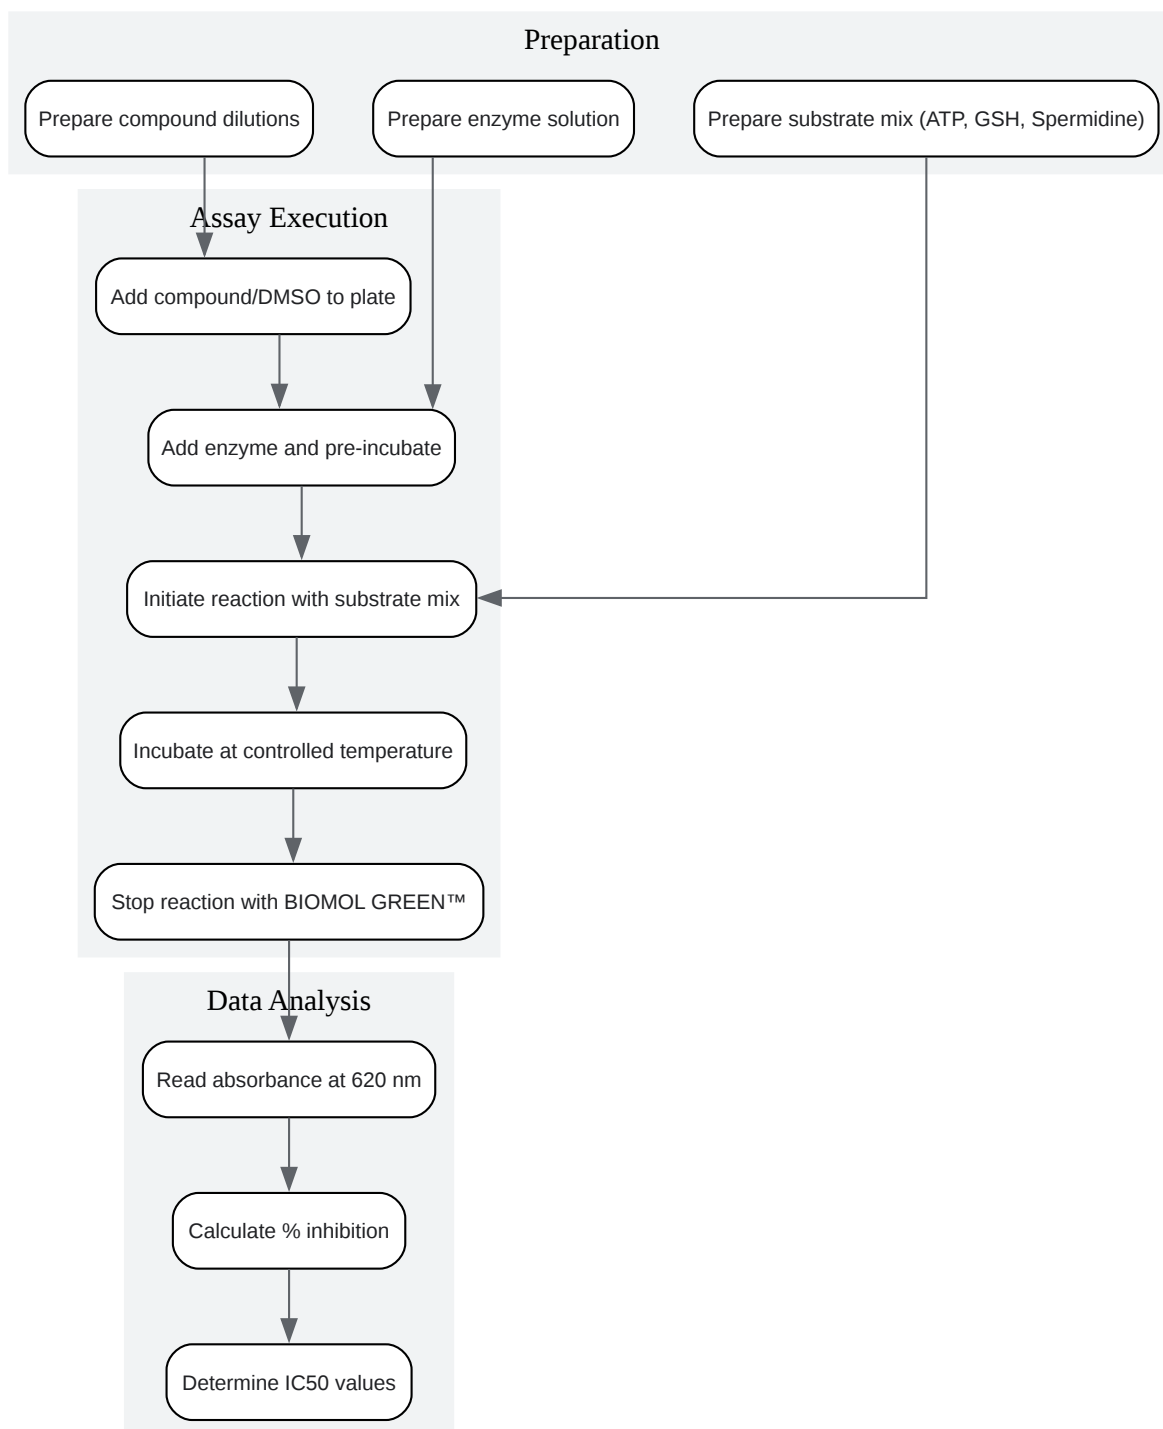 Preparation
Prepare compound dilutions
Prepare enzyme solution
Prepare substrate mix (ATP, GSH, Spermidine)
Assay Execution
Add compound/DMSO to plate
Add enzyme and pre-incubate
Initiate reaction with substrate mix
Incubate at controlled temperature
Stop reaction with BIOMOL GREEN™
Data Analysis
Read absorbance at 620 nm
Calculate % inhibition
Determine IC50 values